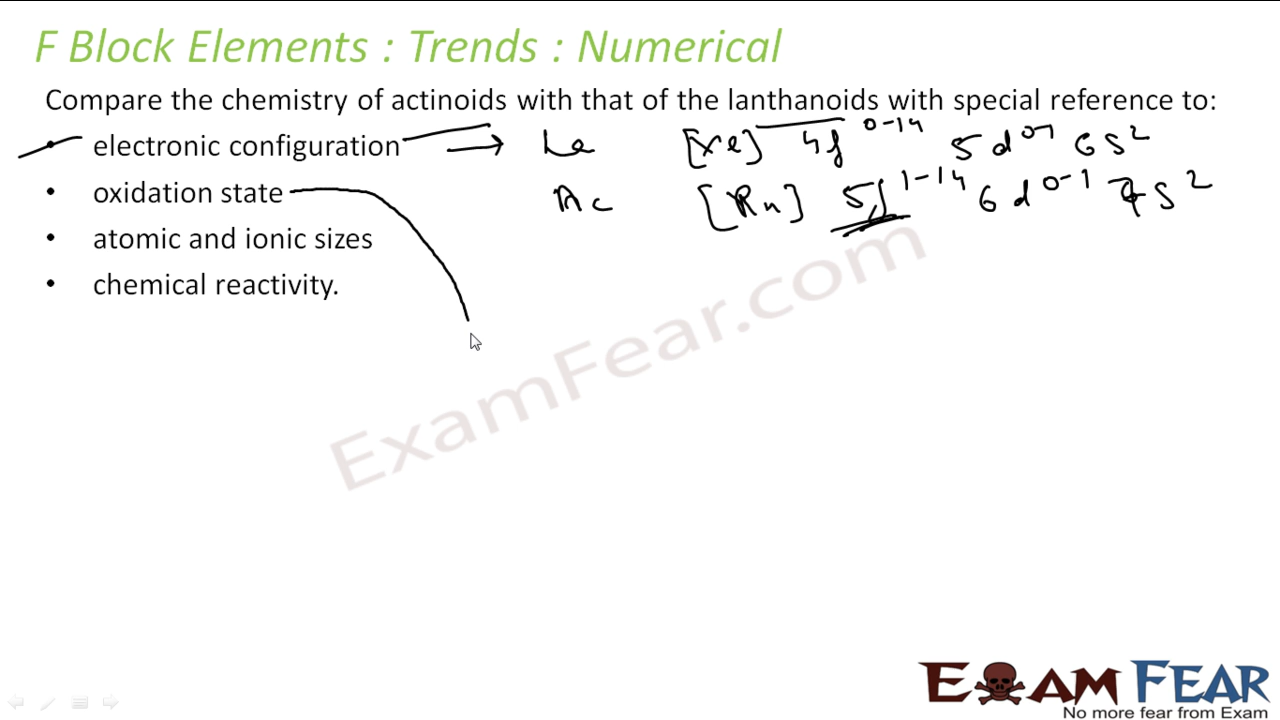 F Block Elements : Trends : Numerical
Compare the chemistry of actinoids with that of the lanthanoids with special reference to:
• electronic configuration → La [Xe] 4f 0-14 5d 0-1 6s 2
• oxidation state Ac [Rn] 5f 1-14 6d 0-1 7s 2
• atomic and ionic sizes
• chemical reactivity.
ExamFear.com
EXAM FEAR
No more fear from Exam